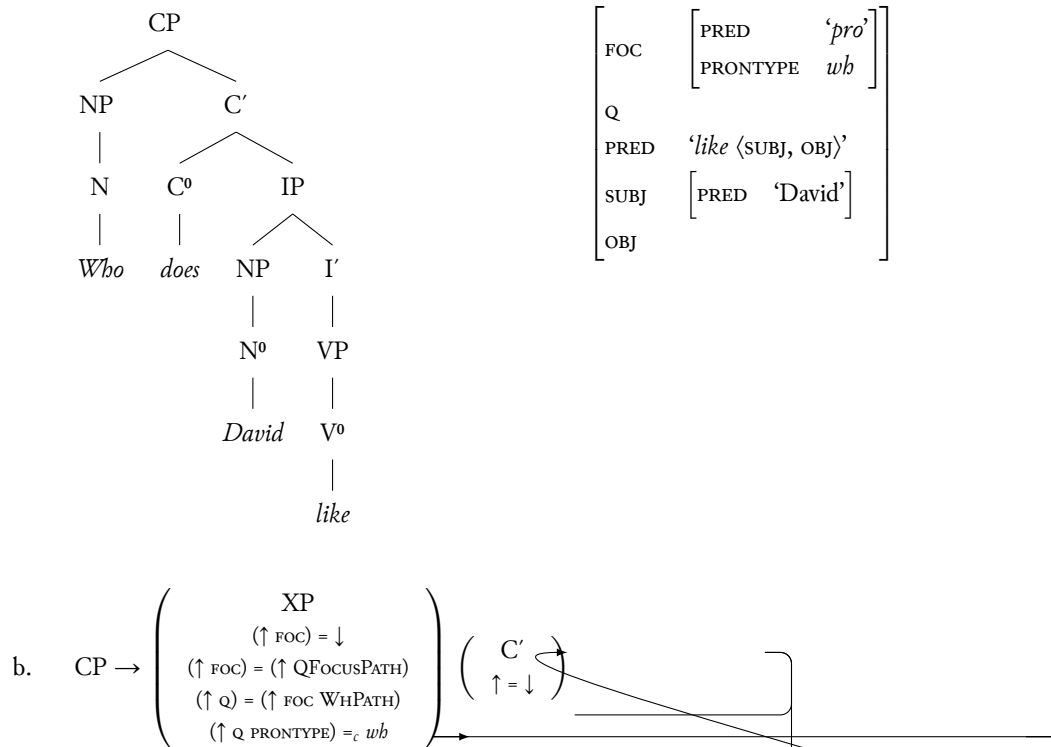 CP
NP C′
N C⁰ IP
Who does NP I′
N⁰ VP
David V⁰
like
FOC [PRED ‘pro’
PRONTYPE wh]
Q
PRED ‘like ⟨SUBJ, OBJ⟩’
SUBJ [PRED ‘David’]
OBJ
b. CP → ( XP
(↑ FOC) = ↓
(↑ FOC) = (↑ QFOCUSPATH)
(↑ Q) = (↑ FOC WHPATH)
(↑ Q PRONTYPE) =c wh )
( C′
↑ = ↓ )